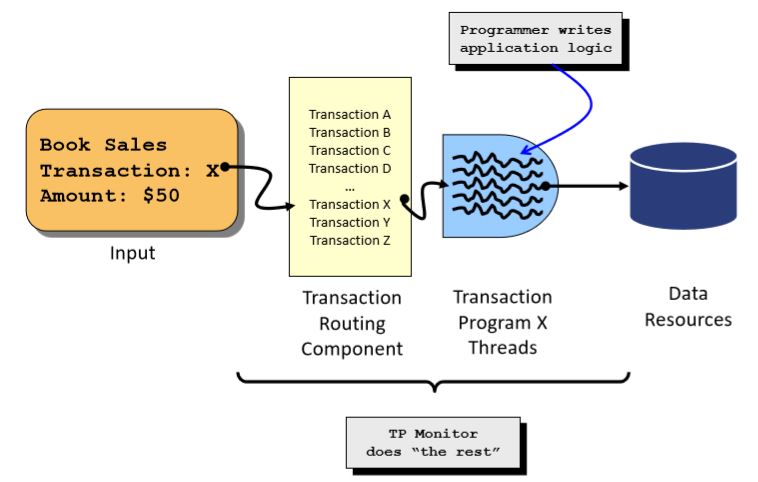 Programmer writes
application logic
Book Sales
Transaction: X
Amount: $50
Input
Transaction A
Transaction B
Transaction C
Transaction D
...
Transaction X
Transaction Y
Transaction Z
Transaction
Routing
Component
Transaction
Program X
Threads
Data
Resources
TP Monitor
does “the rest”